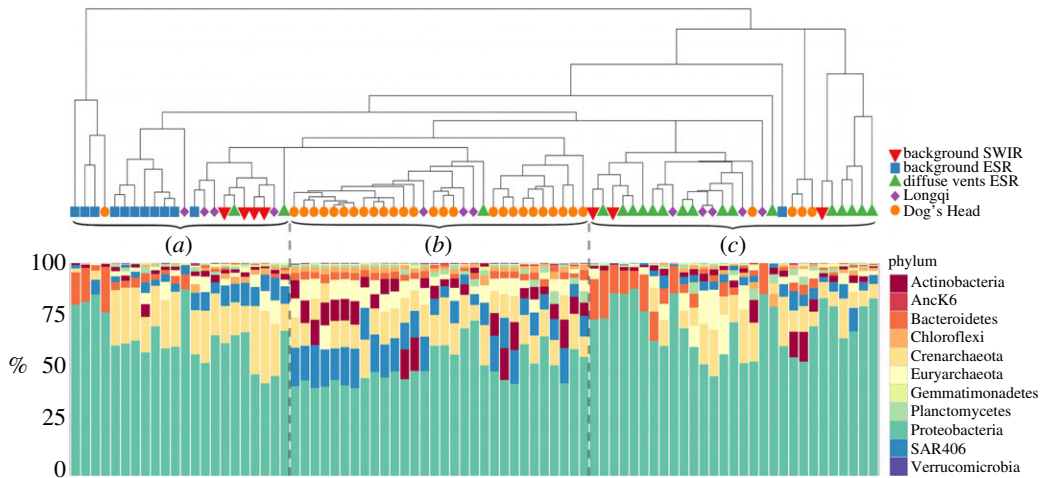 background SWIR
background ESR
diffuse vents ESR
Longqi
Dog's Head
(a)
(b)
(c)
100
75
%
50
25
0
phylum
Actinobacteria
AncK6
Bacteroidetes
Chloroflexi
Crenarchaeota
Euryarchaeota
Gemmatimonadetes
Planctomycetes
Proteobacteria
SAR406
Verrucomicrobia